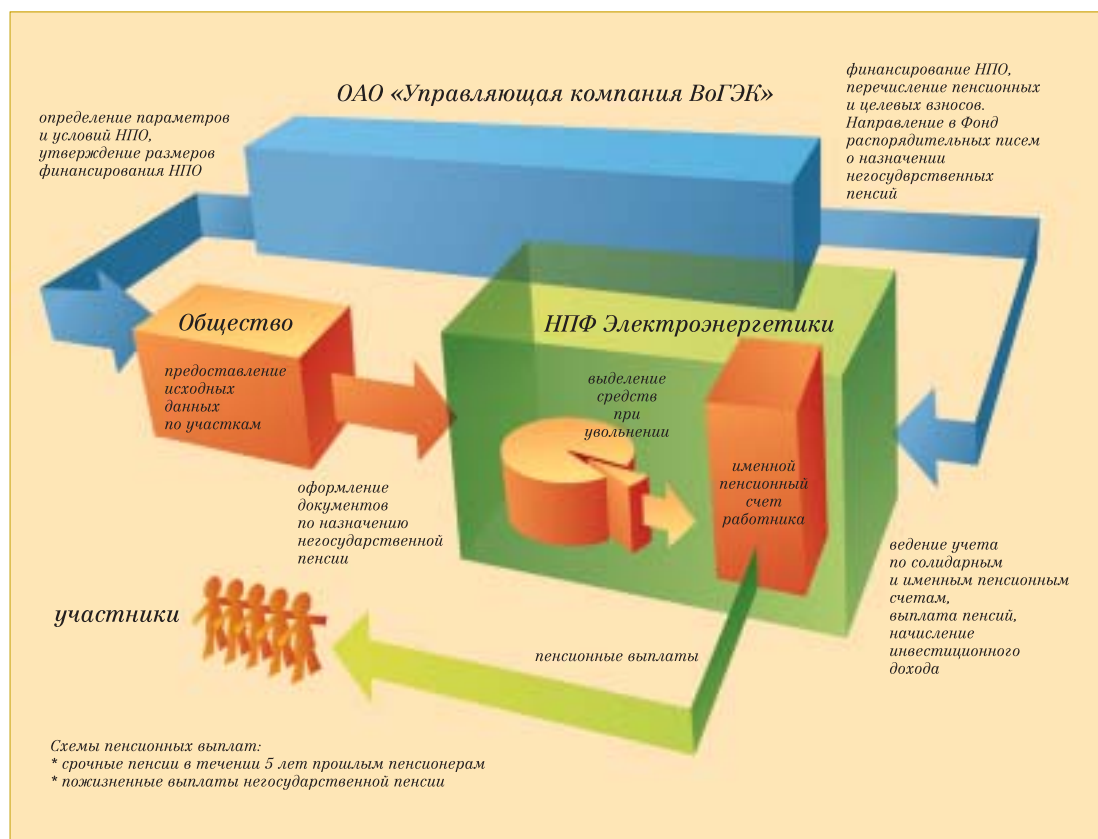 ОАО «Управляющая компания ВоГЭК»
определение параметров
и условий НПО,
утверждение размеров
финансирования НПО
финансирование НПО,
перечисление пенсионных
и целевых взносов.
Направление в Фонд
распорядительных писем
о назначении
негосудврственных
пенсий
Общество
предоставление
исходных
данных
по участкам
НПФ Электроэнергетики
выделение
средств
при
увольнении
именной
пенсионный
счет
работника
оформление
документов
по назначению
негосударственной
пенсии
ведение учета
по солидарным
и именным пенсионным
счетам,
выплата пенсий,
начисление
инвестиционного
дохода
участники
пенсионные выплаты
Схемы пенсионных выплат:
* срочные пенсии в течении 5 лет прошлым пенсионерам
* пожизненные выплаты негосударственной пенсии